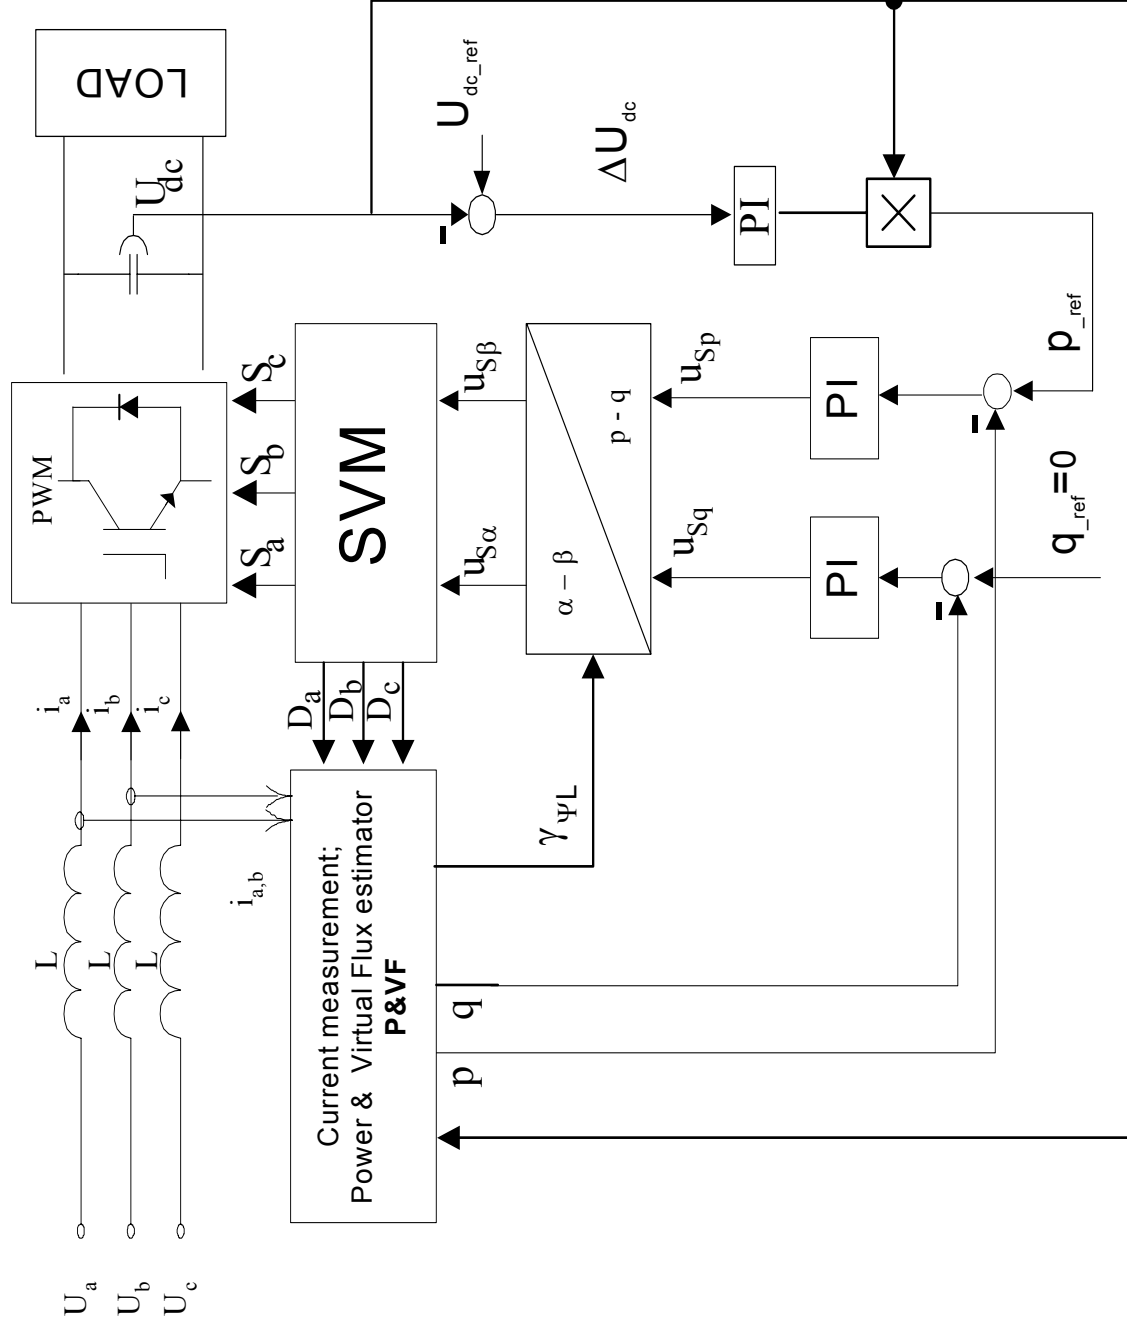 LOAD
U_dc
U_dc_ref
ΔU_dc
PI
p_ref
PWM
S_a
S_b
S_c
SVM
u_Sα
u_Sβ
α – β
p - q
u_Sq
u_Sp
PI
PI
q_ref=0
i_a
i_b
i_c
D_a
D_b
D_c
L
L
L
i_a,b
Current measurement;
Power & Virtual Flux estimator
P&VF
γ_ΨL
q
p
U_a
U_b
U_c